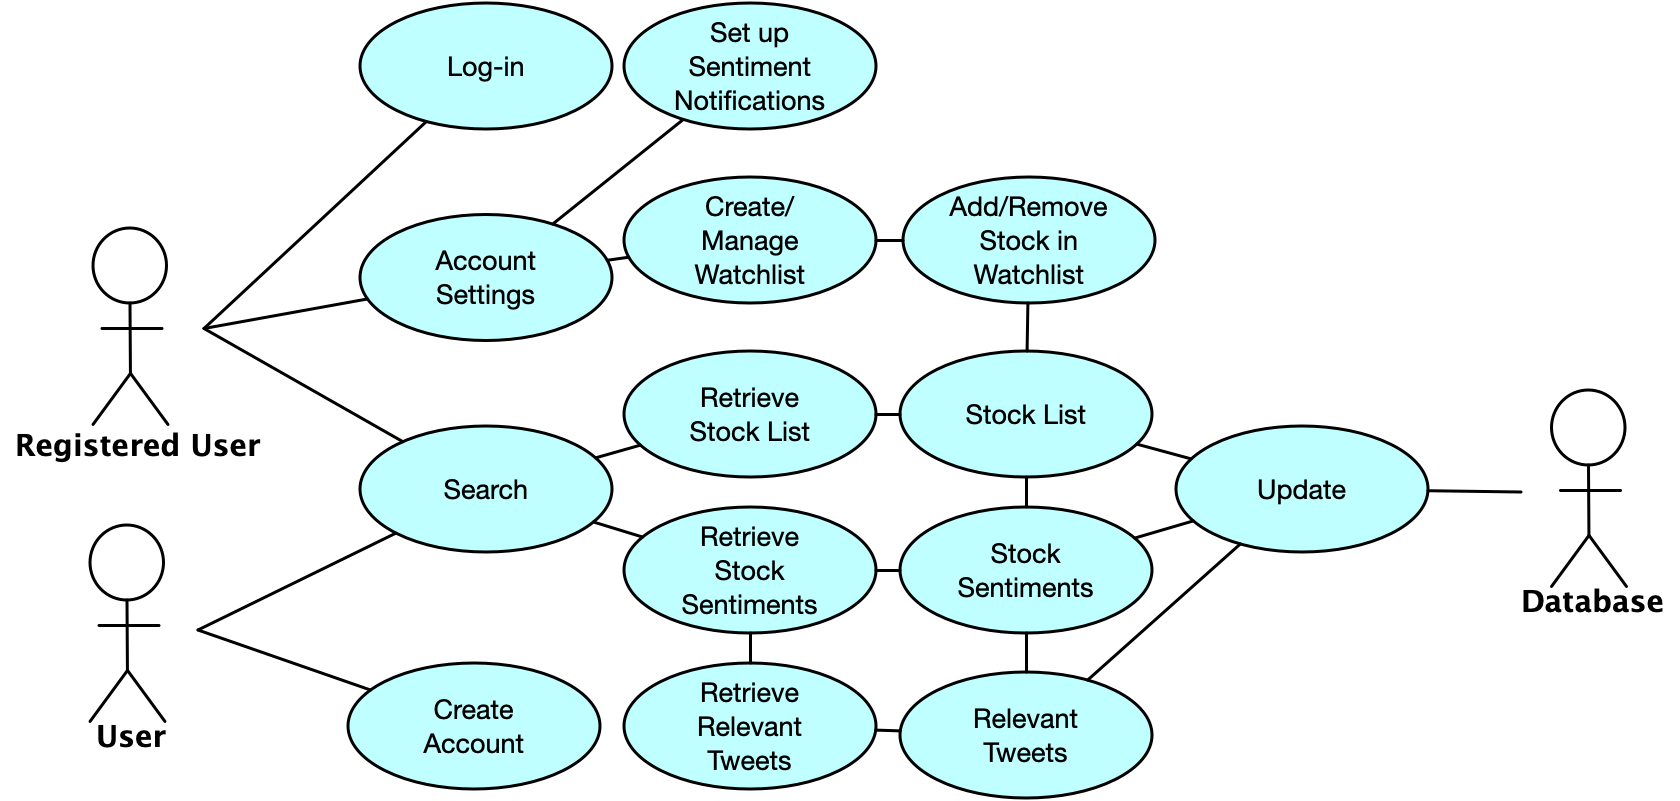 Log-in
Set up
Sentiment
Notifications
Create/
Manage
Watchlist
Add/Remove
Stock in
Watchlist
Account
Settings
Registered User
Retrieve
Stock List
Stock List
Search
Update
Retrieve
Stock
Sentiments
Stock
Sentiments
Database
User
Create
Account
Retrieve
Relevant
Tweets
Relevant
Tweets